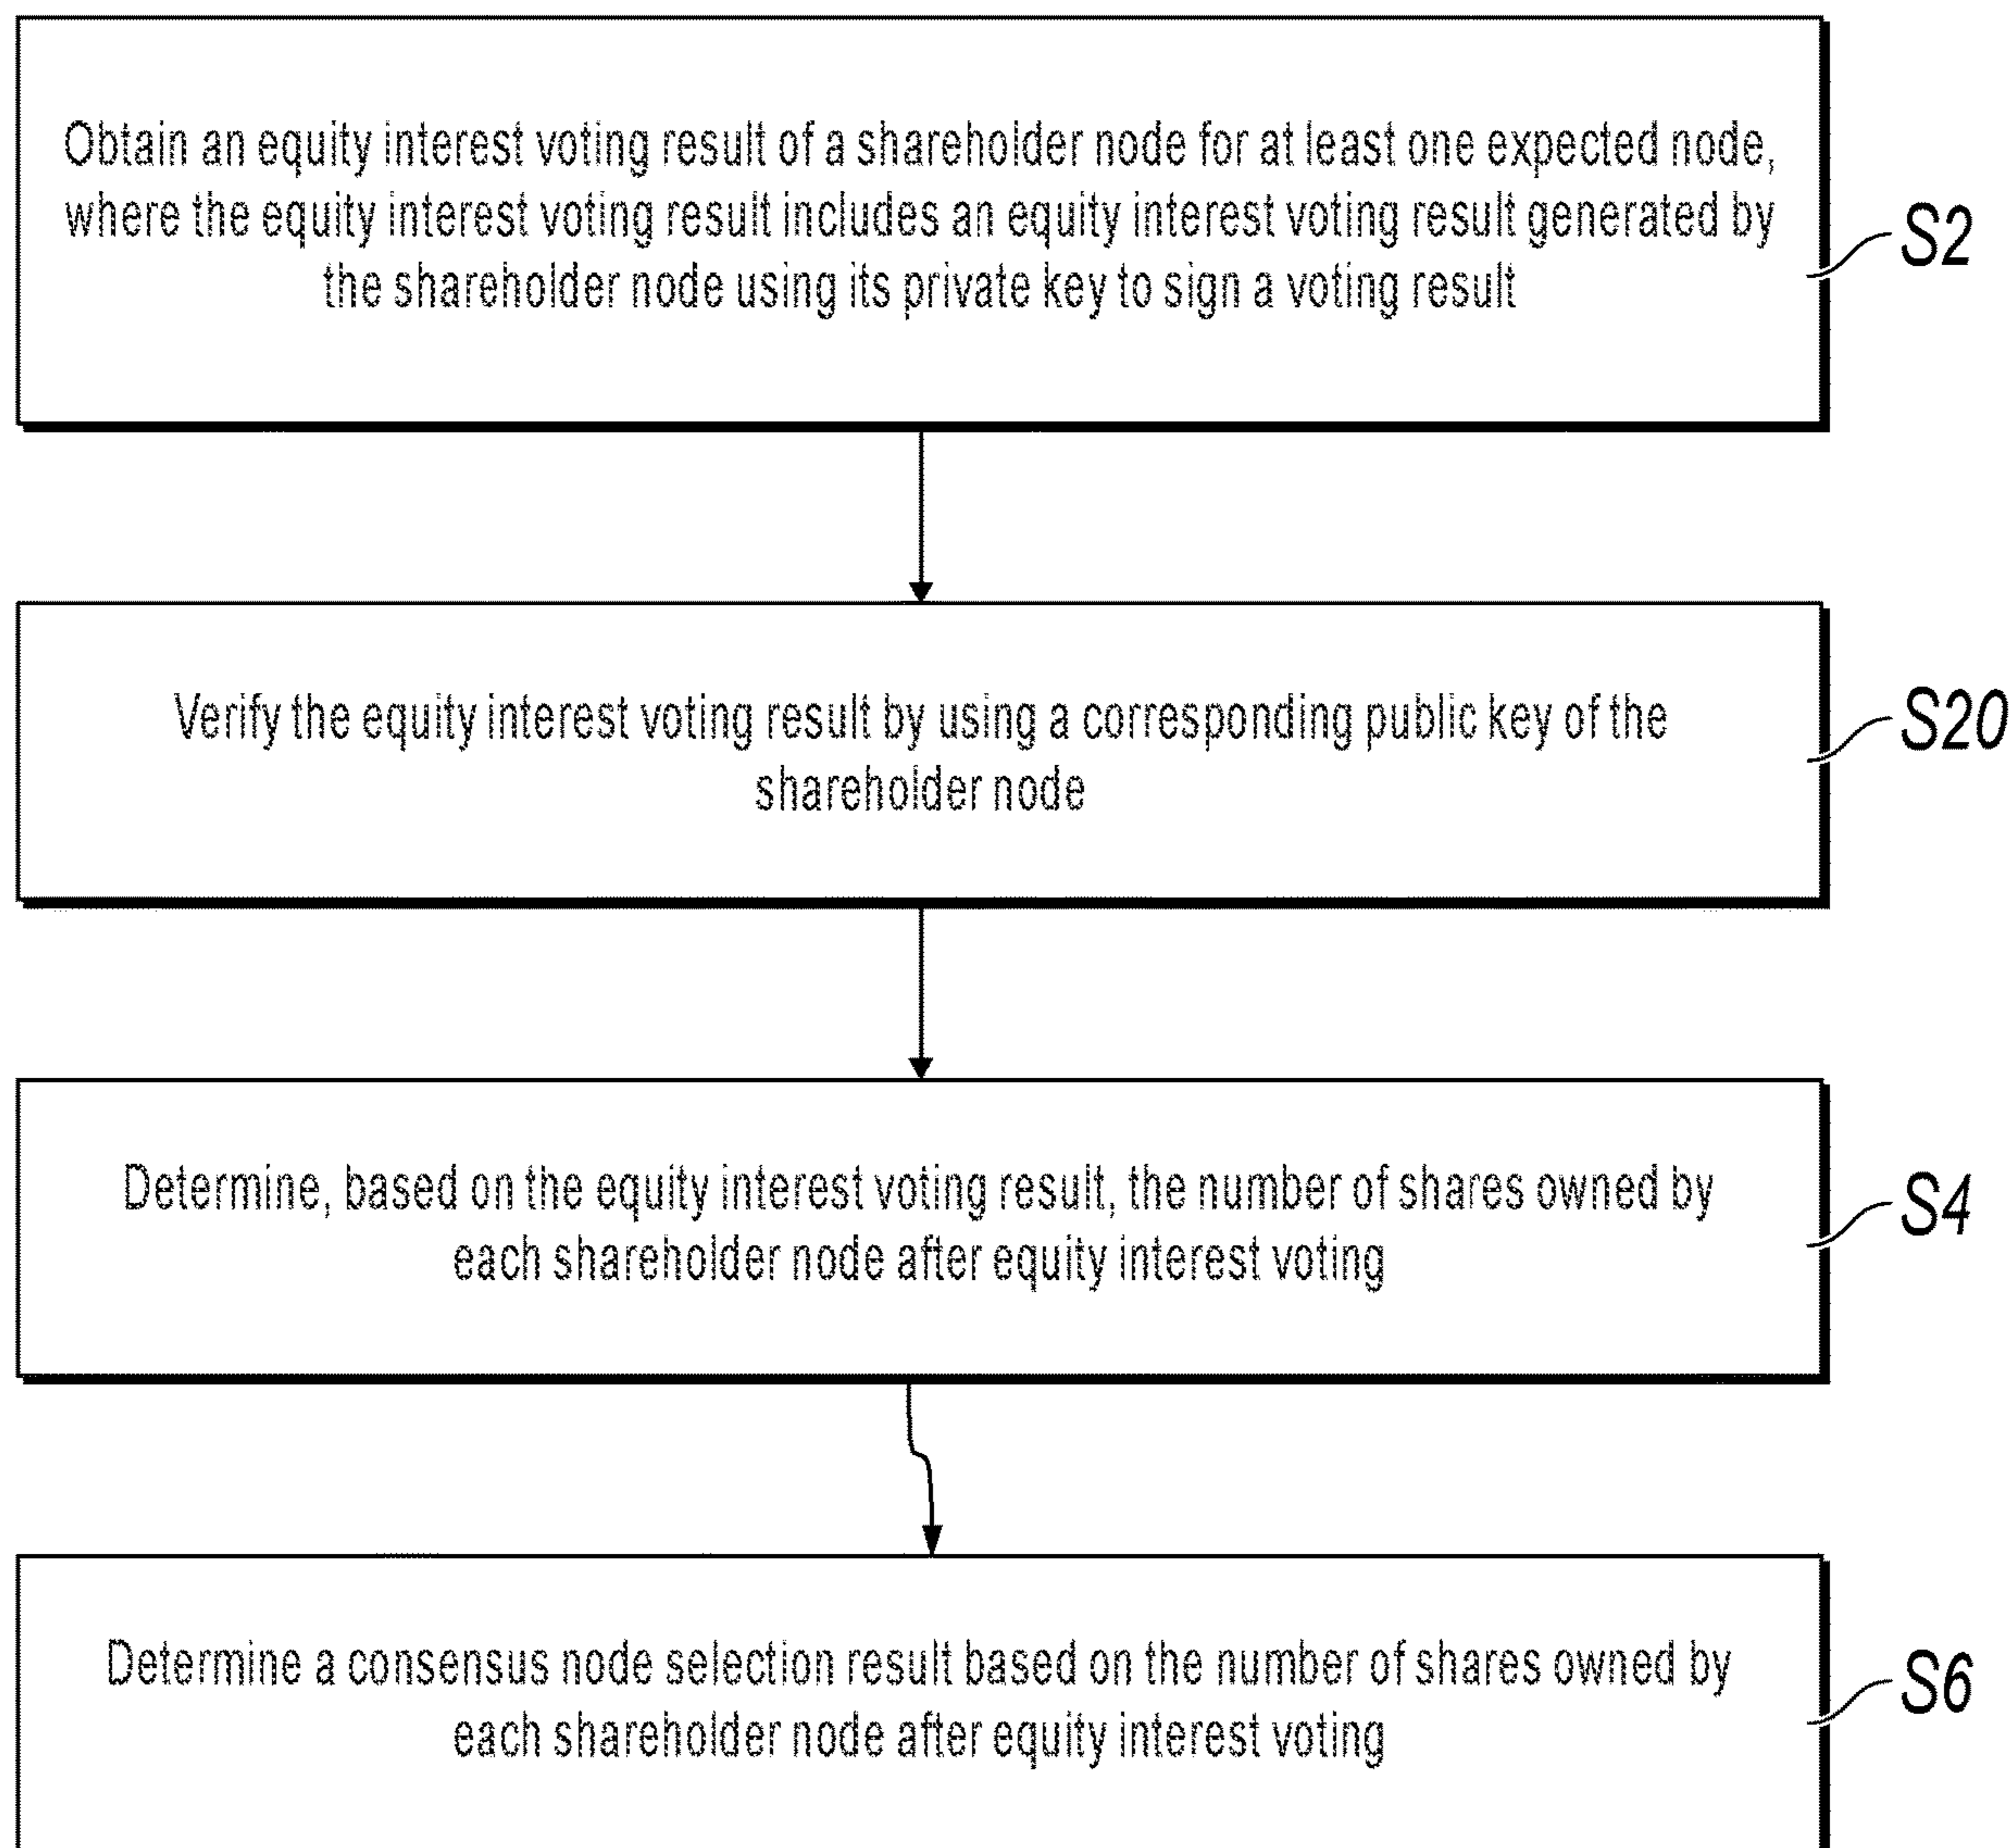 Obtain an equity interest voting result of a shareholder node for at least one expected node,
where the equity interest voting result includes an equity interest voting result generated by
the shareholder node using its private key to sign a voting result
S2
Verify the equity interest voting result by using a corresponding public key of the
shareholder node
S20
Determine, based on the equity interest voting result, the number of shares owned by
each shareholder node after equity interest voting
S4
Determine a consensus node selection result based on the number of shares owned by
each shareholder node after equity interest voting
S6